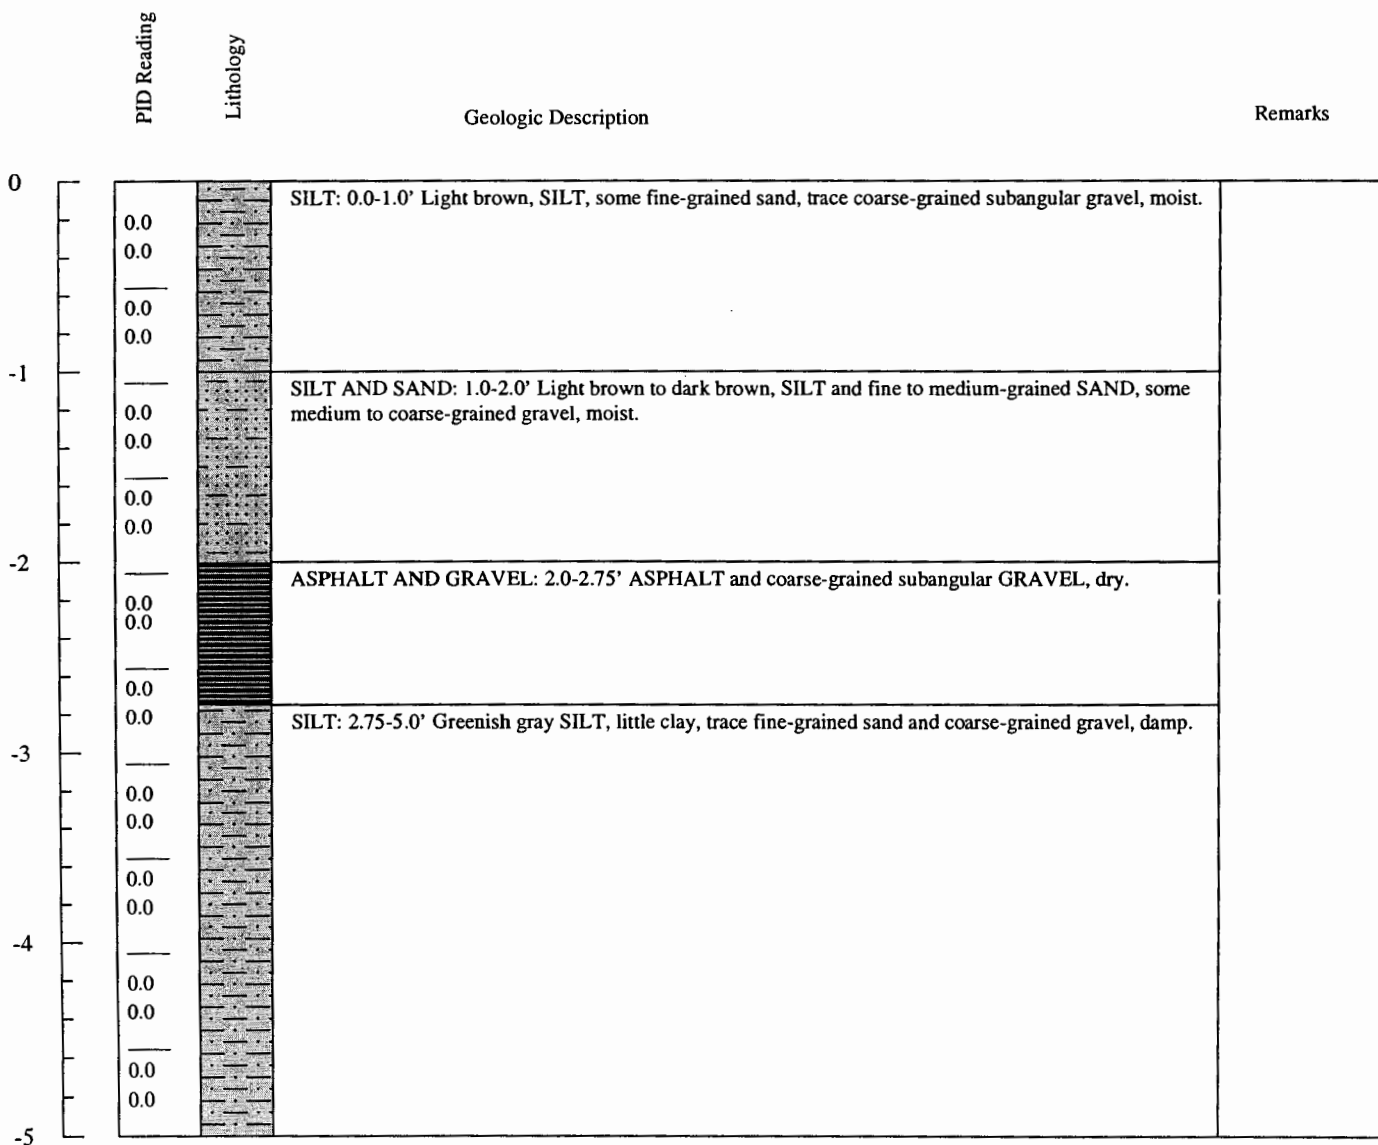 PID Reading
Lithology
Geologic Description
Remarks
0
SILT: 0.0-1.0’ Light brown, SILT, some fine-grained sand, trace coarse-grained subangular gravel, moist.
0.0
0.0
0.0
0.0
-1
SILT AND SAND: 1.0-2.0’ Light brown to dark brown, SILT and fine to medium-grained SAND, some
medium to coarse-grained gravel, moist.
0.0
0.0
0.0
0.0
-2
ASPHALT AND GRAVEL: 2.0-2.75’ ASPHALT and coarse-grained subangular GRAVEL, dry.
0.0
0.0
0.0
0.0
SILT: 2.75-5.0’ Greenish gray SILT, little clay, trace fine-grained sand and coarse-grained gravel, damp.
-3
0.0
0.0
0.0
0.0
-4
0.0
0.0
0.0
0.0
-5